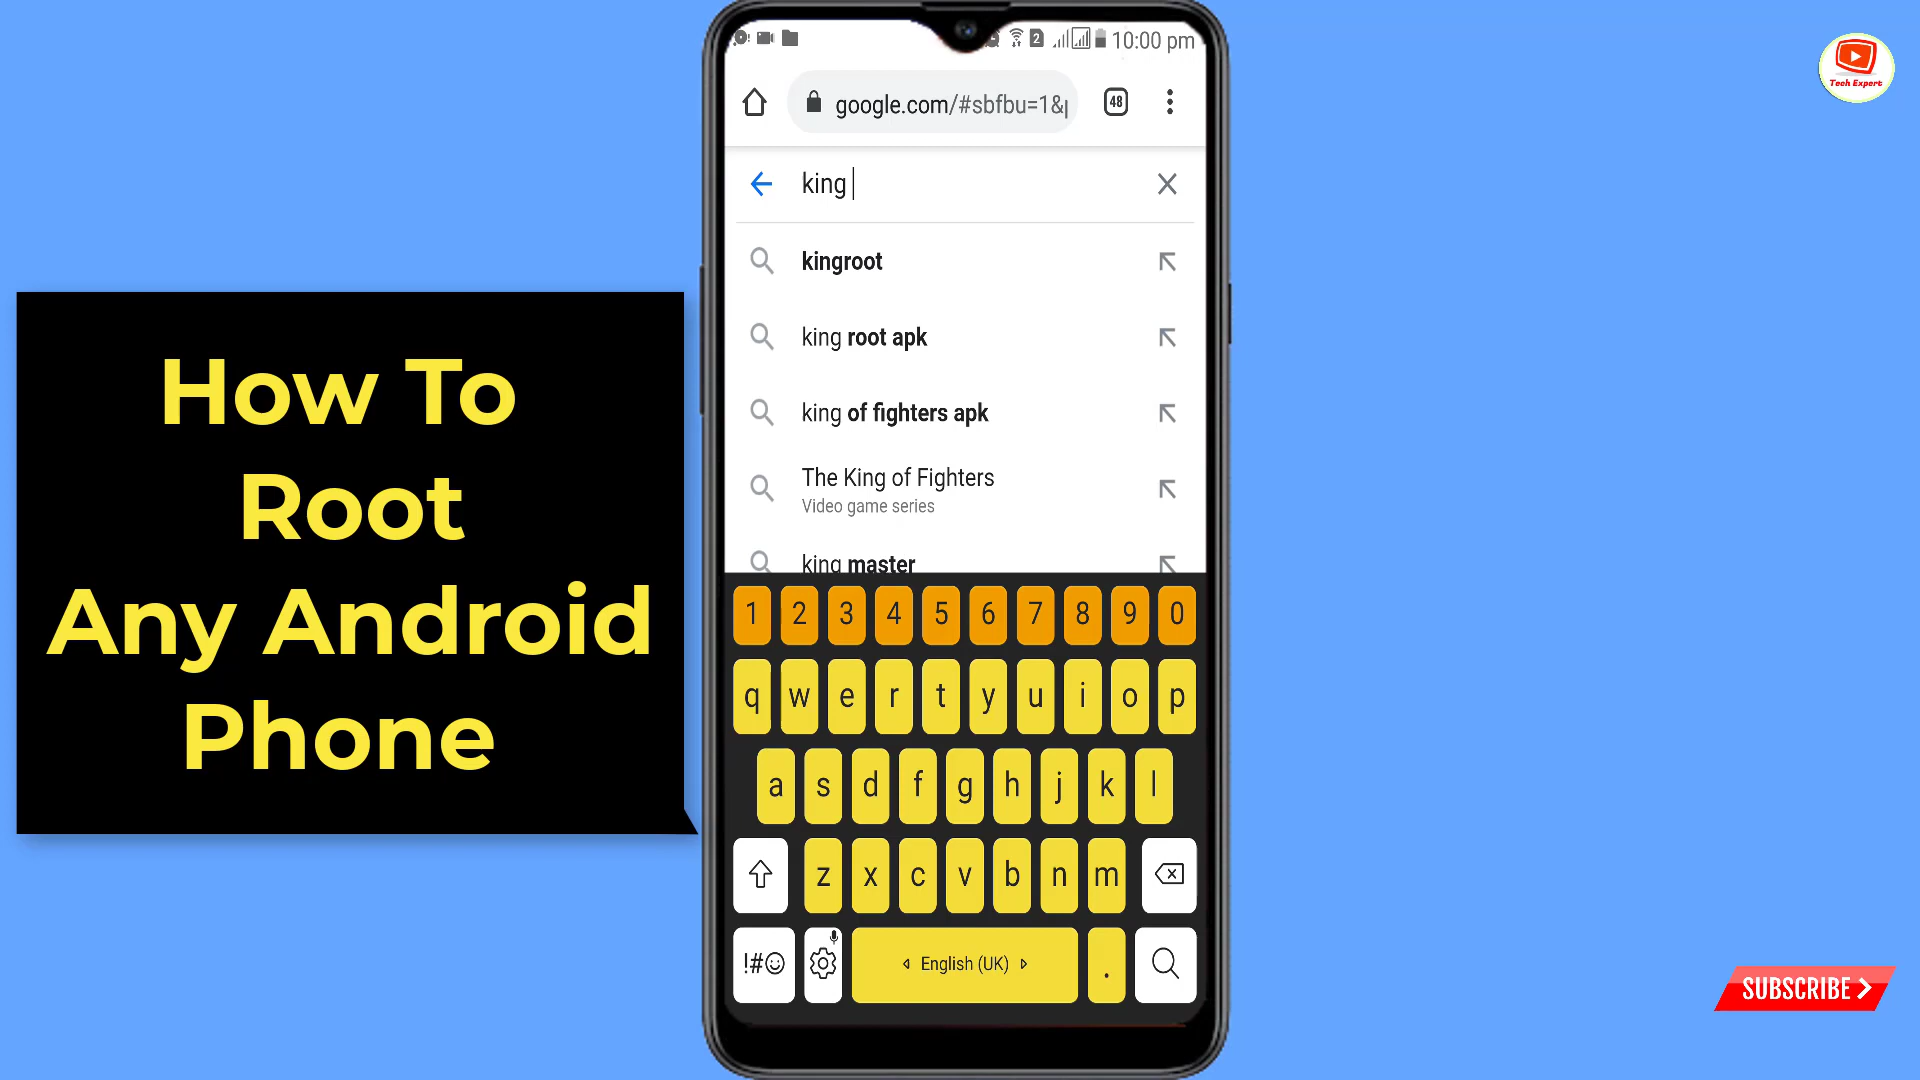 10:00 pm
2
google.com/#sbfbu=1&p
48
Tech Expert
king
kingroot
king root apk
king of fighters apk
The King of Fighters
Video game series
king master
How To
Root
Any Android
Phone
1 2 3 4 5 6 7 8 9 0
q w e r t y u i o p
a s d f g h j k l
z x c v b n m
!#☺
English (UK)
.
SUBSCRIBE